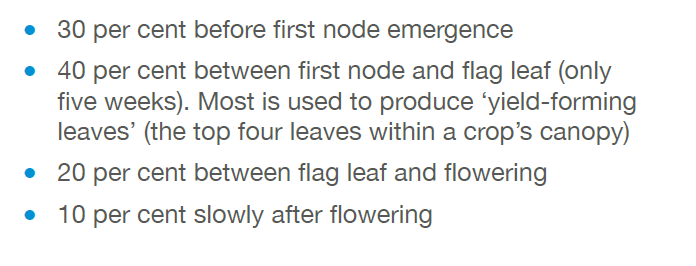 • 30 per cent before first node emergence
• 40 per cent between first node and flag leaf (only
five weeks). Most is used to produce ‘yield-forming
leaves’ (the top four leaves within a crop’s canopy)
• 20 per cent between flag leaf and flowering
• 10 per cent slowly after flowering